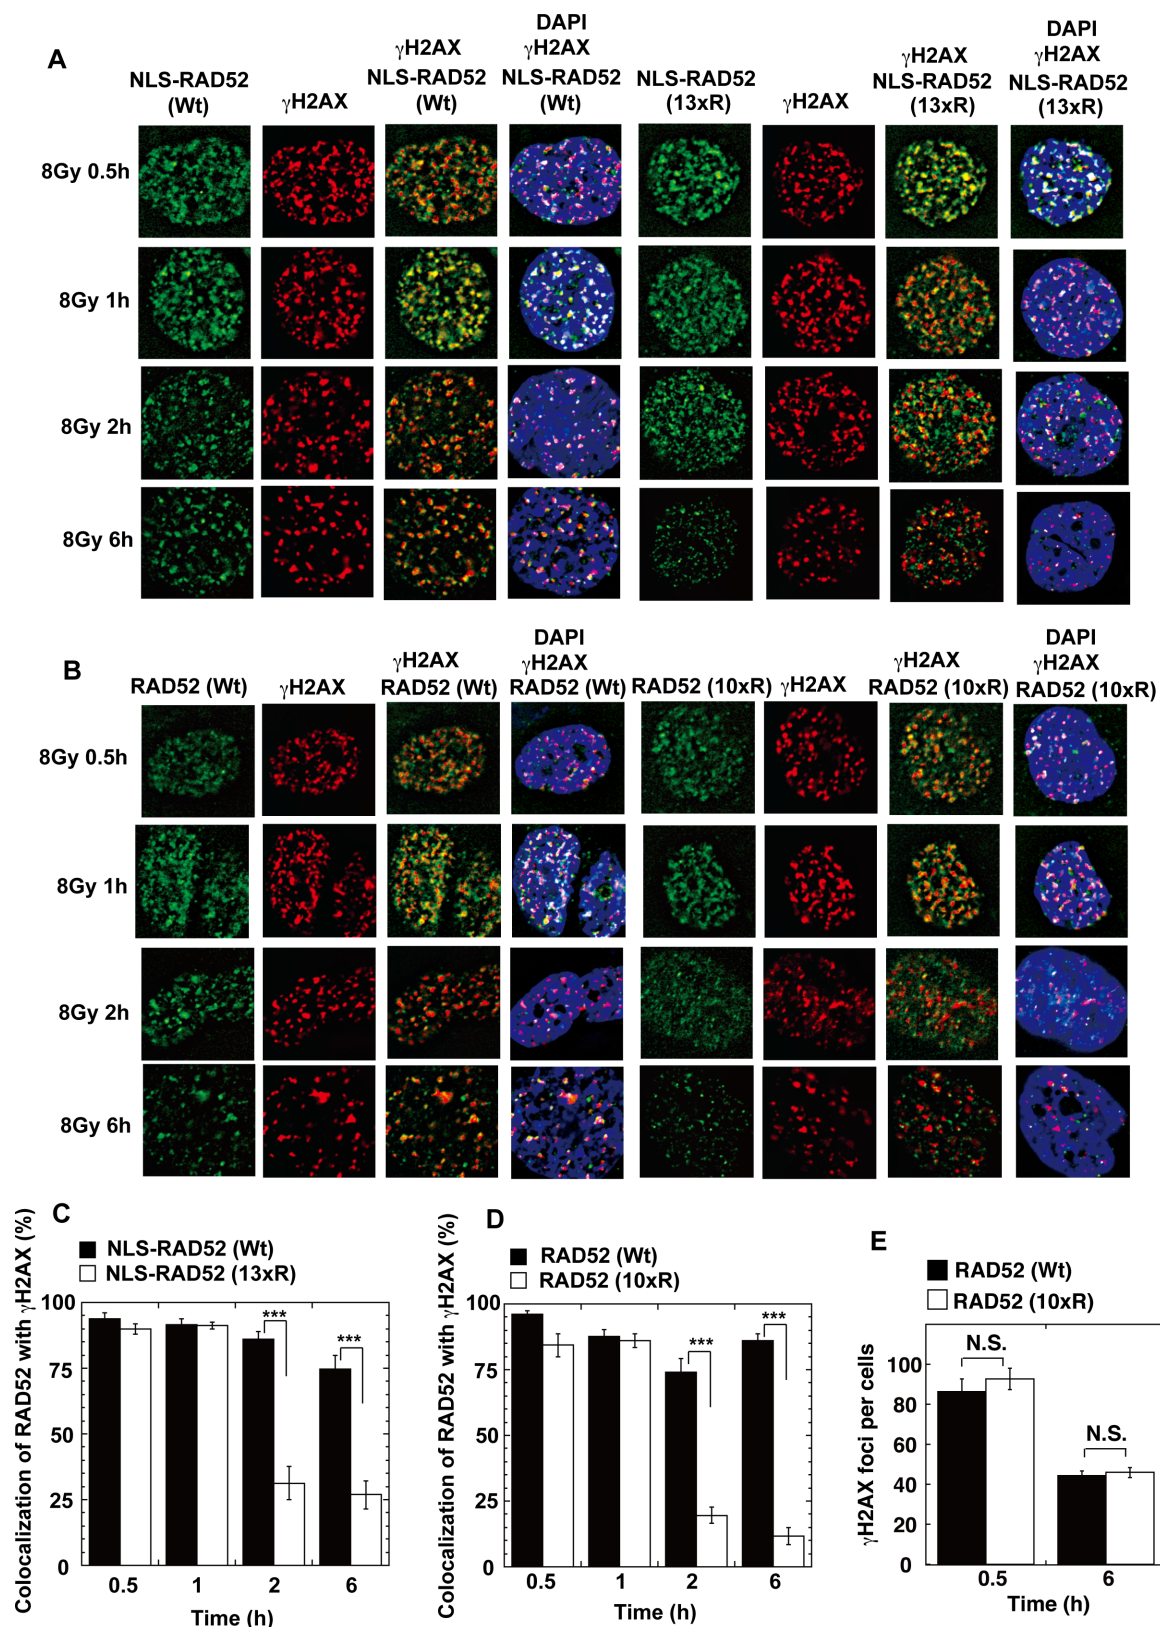 A
NLS-RAD52
(Wt)
γH2AX
γH2AX
NLS-RAD52
(Wt)
DAPI
γH2AX
NLS-RAD52
(Wt)
NLS-RAD52
(13xR)
γH2AX
γH2AX
NLS-RAD52
(13xR)
DAPI
γH2AX
NLS-RAD52
(13xR)
8Gy 0.5h
8Gy 1h
8Gy 2h
8Gy 6h
B
RAD52 (Wt)
γH2AX
γH2AX
RAD52 (Wt)
DAPI
γH2AX
RAD52 (Wt)
RAD52 (10xR)
γH2AX
γH2AX
RAD52 (10xR)
DAPI
γH2AX
RAD52 (10xR)
8Gy 0.5h
8Gy 1h
8Gy 2h
8Gy 6h
C
NLS-RAD52 (Wt)
NLS-RAD52 (13xR)
Colocalization of RAD52 with γH2AX (%)
100
75
50
25
0
***
***
0.5 1 2 6
Time (h)
D
RAD52 (Wt)
RAD52 (10xR)
Colocalization of RAD52 with γH2AX (%)
100
75
50
25
0
***
***
0.5 1 2 6
Time (h)
E
RAD52 (Wt)
RAD52 (10xR)
γH2AX foci per cells
100
80
60
40
20
0
N.S.
N.S.
0.5 6
Time (h)